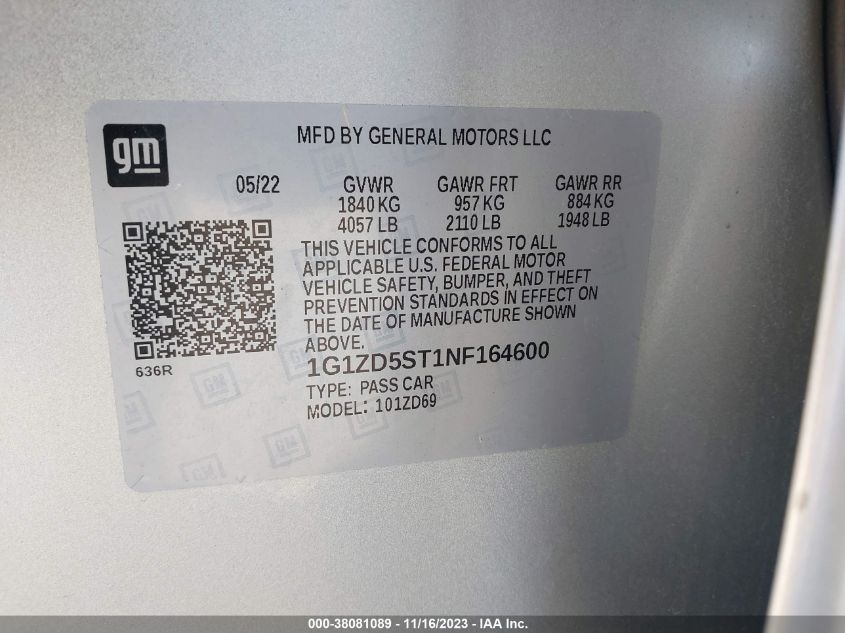 gm
MFD BY GENERAL MOTORS LLC
05/22 GVWR GAWR FRT GAWR RR
1840 KG 957 KG 884 KG
4057 LB 2110 LB 1948 LB
THIS VEHICLE CONFORMS TO ALL
APPLICABLE U.S. FEDERAL MOTOR
VEHICLE SAFETY, BUMPER, AND THEFT
PREVENTION STANDARDS IN EFFECT ON
THE DATE OF MANUFACTURE SHOWN
ABOVE.
636R
1G1ZD5ST1NF164600
TYPE: PASS CAR
MODEL: 101ZD69
000-38081089 - 11/16/2023 - IAA Inc.